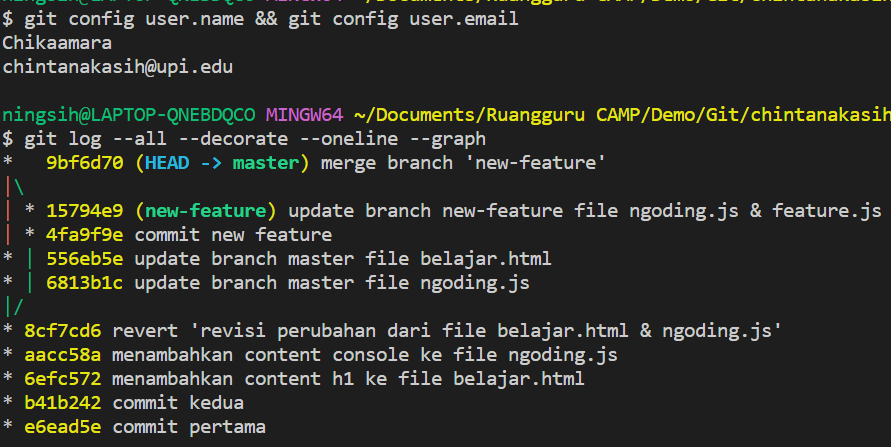 $ git config user.name && git config user.email
Chikaamara
chintanakasih@upi.edu
ningsih@LAPTOP-QNEBDQCO MINGW64 ~/Documents/Ruangguru CAMP/Demo/Git/chintanakasih
$ git log --all --decorate --oneline --graph
*   9bf6d70 (HEAD -> master) merge branch 'new-feature'
|\
| * 15794e9 (new-feature) update branch new-feature file ngoding.js & feature.js
| * 4fa9f9e commit new feature
* | 556eb5e update branch master file belajar.html
* | 6813b1c update branch master file ngoding.js
|/
* 8cf7cd6 revert 'revisi perubahan dari file belajar.html & ngoding.js'
* aacc58a menambahkan content console ke file ngoding.js
* 6efc572 menambahkan content h1 ke file belajar.html
* b41b242 commit kedua
* e6ead5e commit pertama